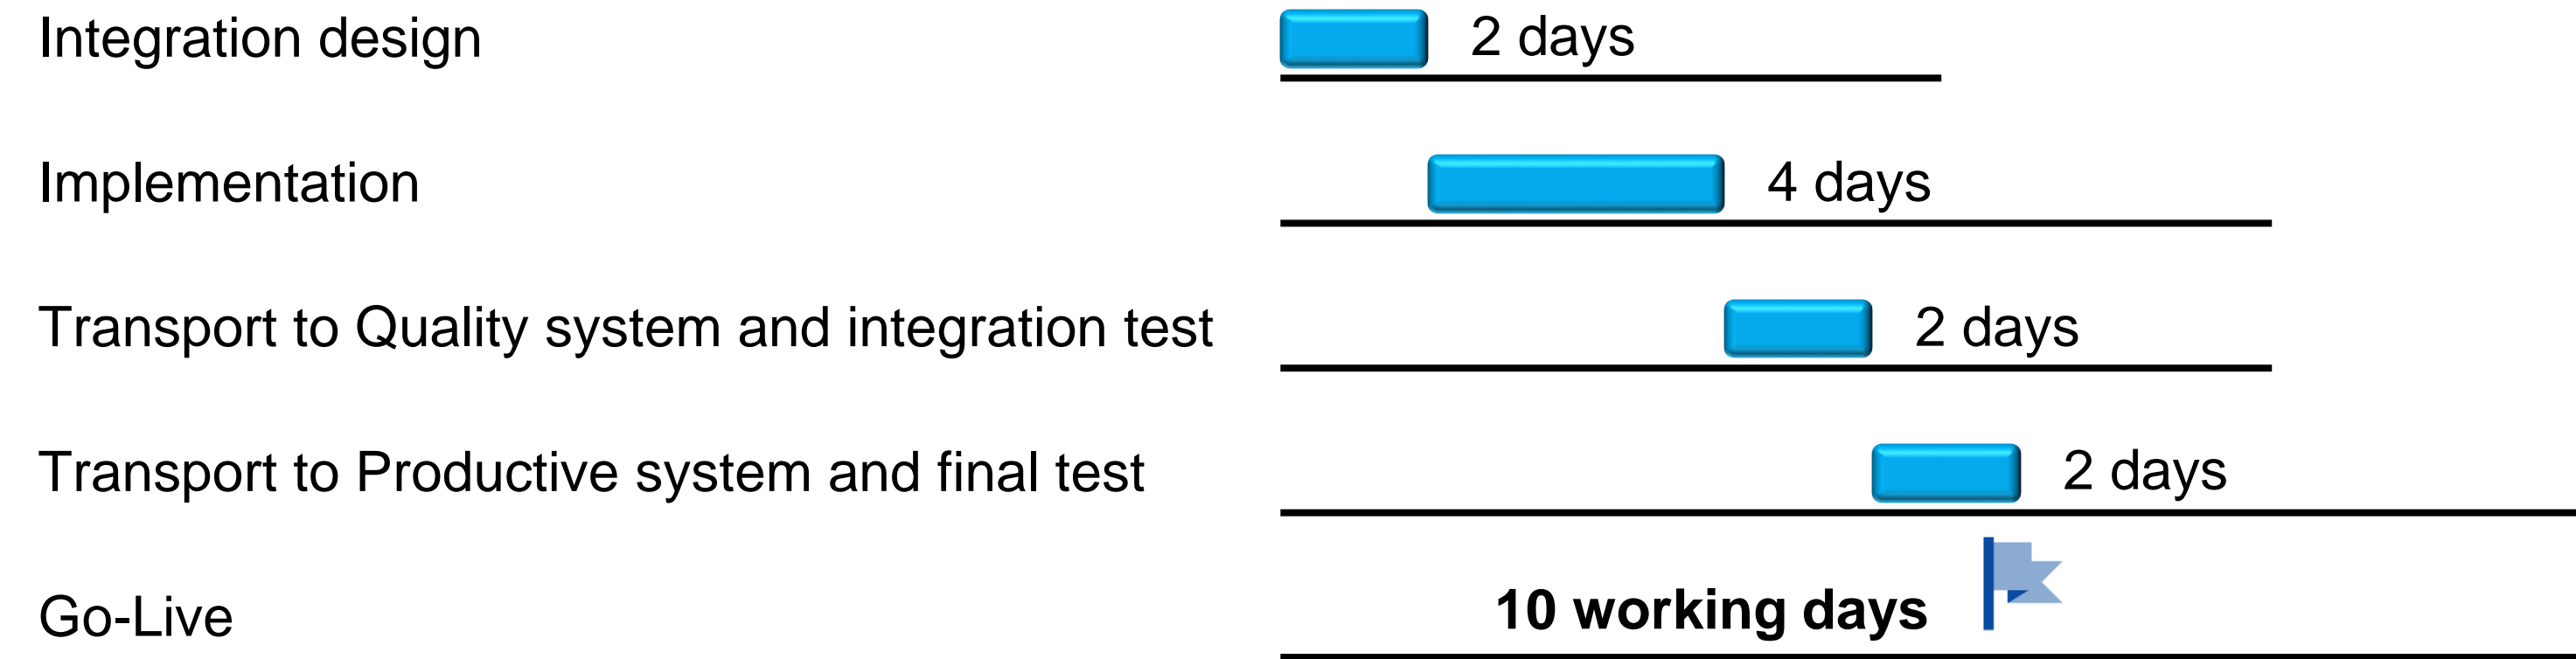 Integration design 2 days
Implementation 4 days
Transport to Quality system and integration test 2 days
Transport to Productive system and final test 2 days
Go-Live 10 working days